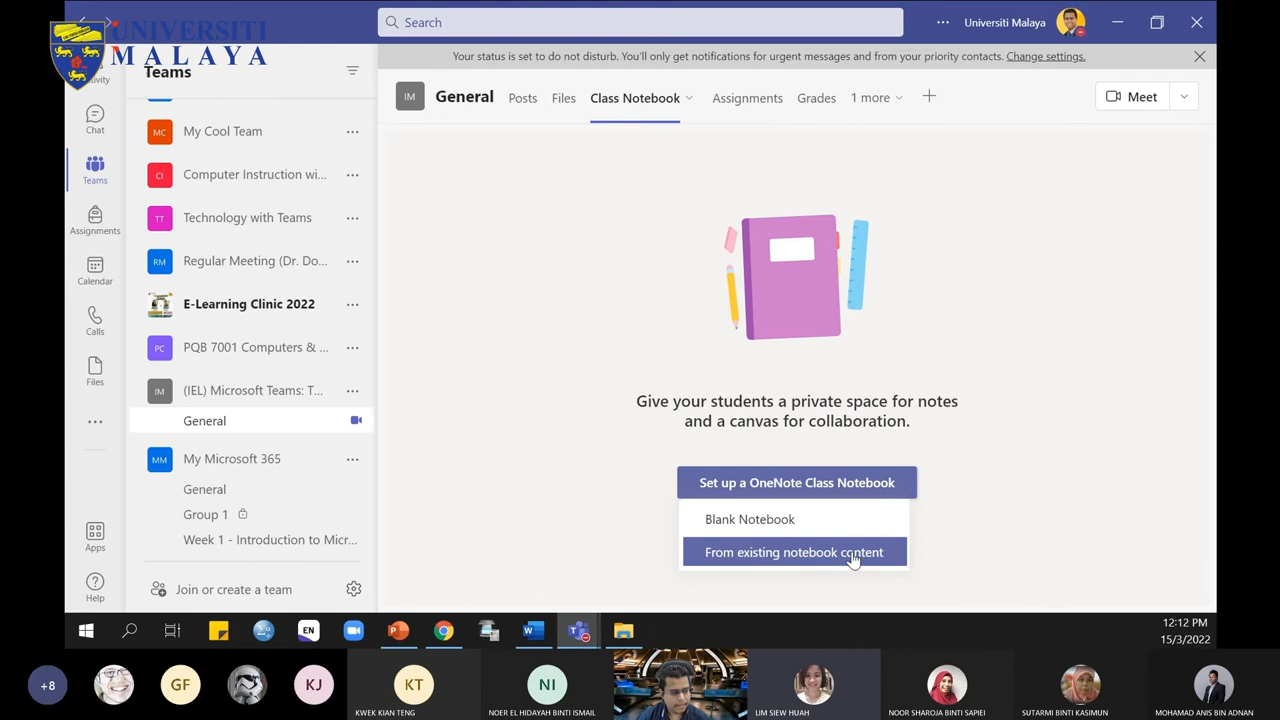 UNIVERSITI
MALAYA
Search
Universiti Malaya
Your status is set to do not disturb. You'll only get notifications for urgent messages and from your priority contacts. Change settings.
Teams
IM
General
Posts
Files
Class Notebook
Assignments
Grades
1 more
Meet
Chat
Teams
Assignments
Calendar
Calls
Files
Apps
Help
MC
My Cool Team
CI
Computer Instruction wi...
TT
Technology with Teams
RM
Regular Meeting (Dr. Do...
E-Learning Clinic 2022
PC
PQB 7001 Computers & ...
IM
(IEL) Microsoft Teams: T...
General
MM
My Microsoft 365
General
Group 1
Week 1 - Introduction to Micr...
Join or create a team
Give your students a private space for notes
and a canvas for collaboration.
Set up a OneNote Class Notebook
Blank Notebook
From existing notebook content
EN
12:12 PM
15/3/2022
+8
GF
KJ
KT
KWEK KIAN TENG
NI
NOER EL HIDAYAH BINTI ISMAIL
LIM SIEW HUAH
NOOR SHAROJA BINTI SAPIEI
SUTARMI BINTI KASIMUN
MOHAMAD ANIS BIN ADNAN